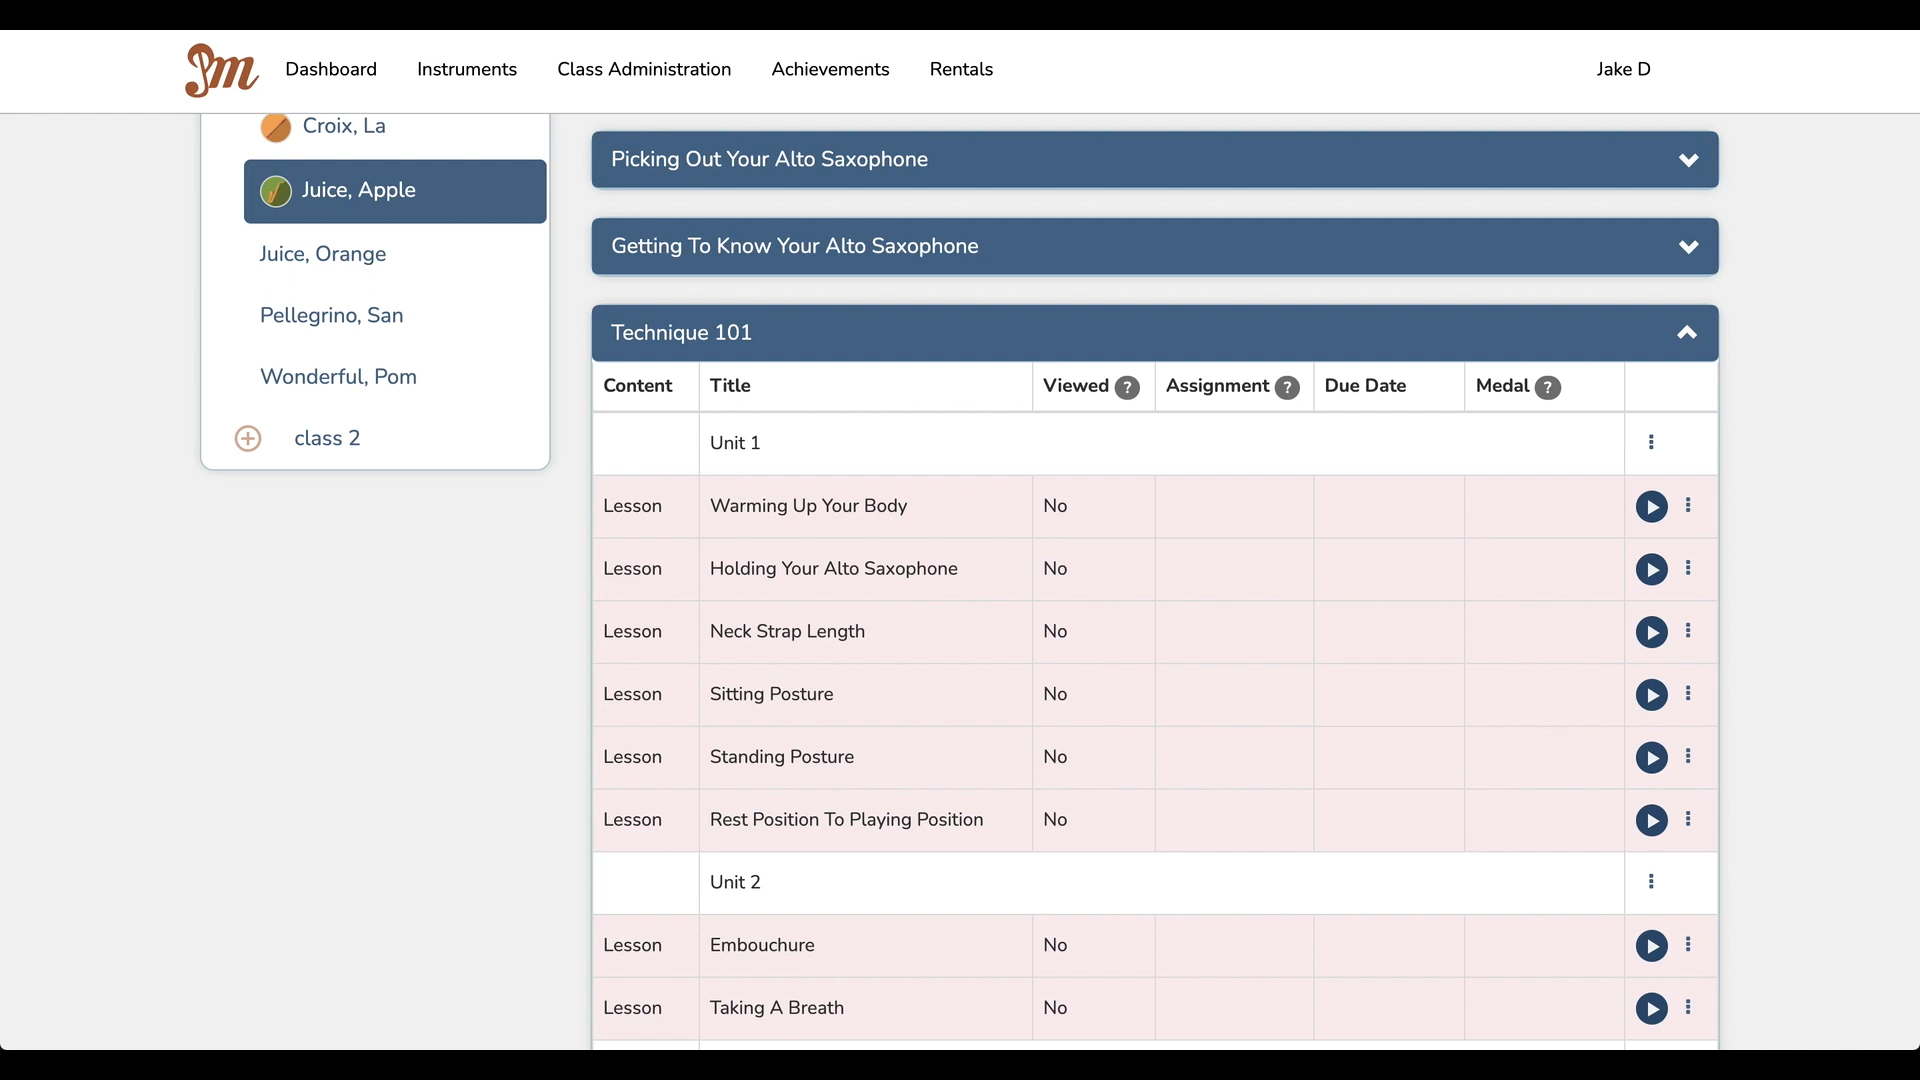 Dashboard Instruments Class Administration Achievements Rentals Jake D
Croix, La
Juice, Apple
Juice, Orange
Pellegrino, San
Wonderful, Pom
class 2
Picking Out Your Alto Saxophone
Getting To Know Your Alto Saxophone
Technique 101
Content Title Viewed ? Assignment ? Due Date Medal ?
Unit 1
Lesson Warming Up Your Body No
Lesson Holding Your Alto Saxophone No
Lesson Neck Strap Length No
Lesson Sitting Posture No
Lesson Standing Posture No
Lesson Rest Position To Playing Position No
Unit 2
Lesson Embouchure No
Lesson Taking A Breath No